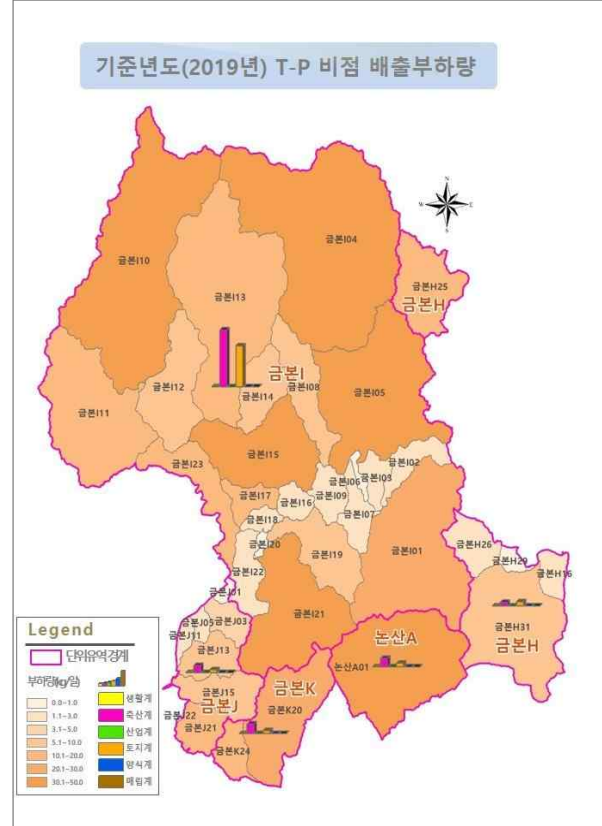 기준년도(2019년) T-P 비점 배출부하량
N
W E
S
금본I04
금본I10
금본H25
금본H
금본I13
금본I
금본I08
금본I12
금본I14
금본I05
금본I11
금본I15
금본I23
금본I02
금본I06
금본I03
금본I17
금본I09
금본I16
금본I07
금본I18
금본I20
금본I19
금본I01
금본H26
금본H29
금본H16
금본I22
금본J01
금본I21
금본H31
금본H
금본J05
금본J03
금본J11
금본J13
논산A
논산A01
금본J15
금본J
금본K
금본J22
금본K20
금본J21
금본K24
Legend
단위유역경계
부하량(kg/일)
0.0~1.0
1.1~3.0
3.1~5.0
5.1~10.0
10.1~20.0
20.1~30.0
30.1~50.0
생활계
축산계
산업계
토지계
양식계
매립계